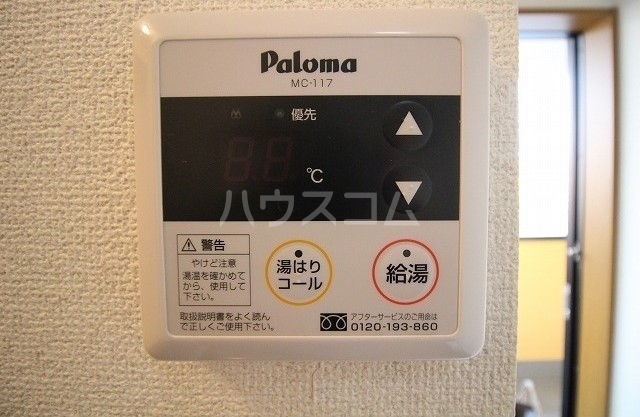 Paloma
MC-117
優先
℃
ハウスコム
警告
やけど注意
湯温を確かめて
から、使用して
下さい。
湯はり
コール
給湯
取扱説明書をよく読ん
で正しくご使用下さい。
アフターサービスのご用命は
0120-193-860